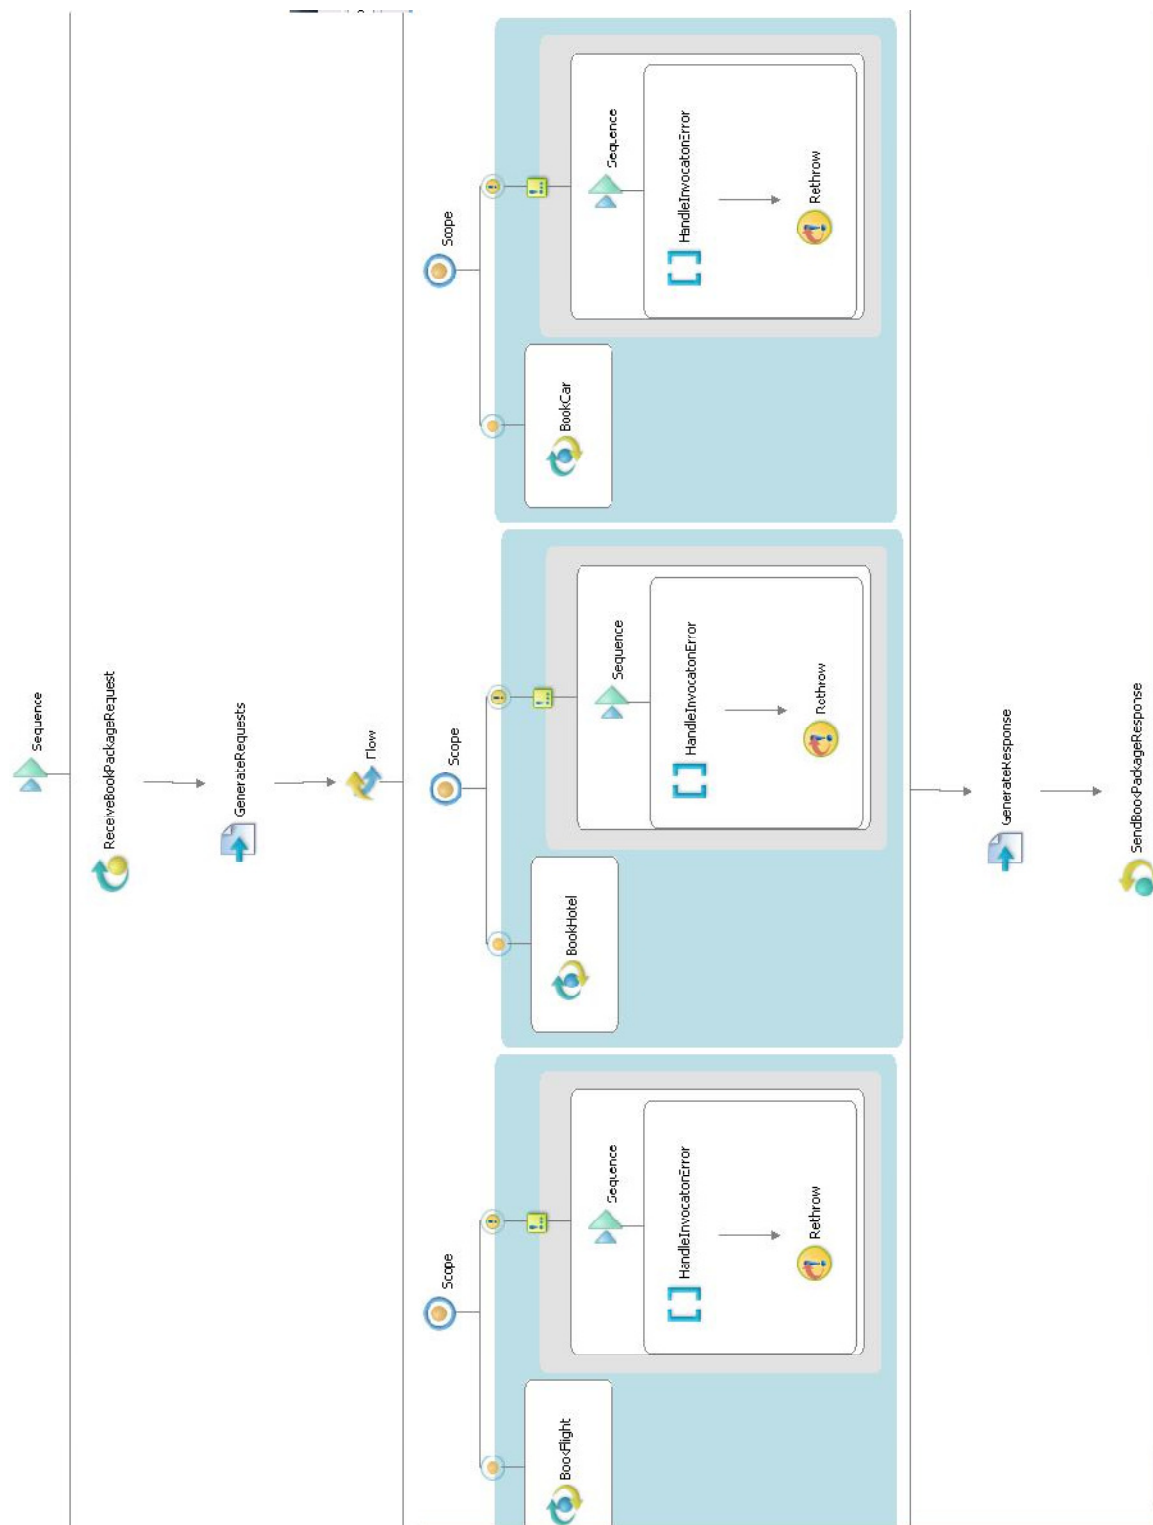 Sequence
ReceiveBookPackageRequest
GenerateRequests
Flow
Scope
BookFlight
Sequence
HandleInvocatonError
Rethrow
Scope
BookHotel
Sequence
HandleInvocatonError
Rethrow
Scope
BookCar
Sequence
HandleInvocatonError
Rethrow
GenerateResponse
SendBookPackageResponse